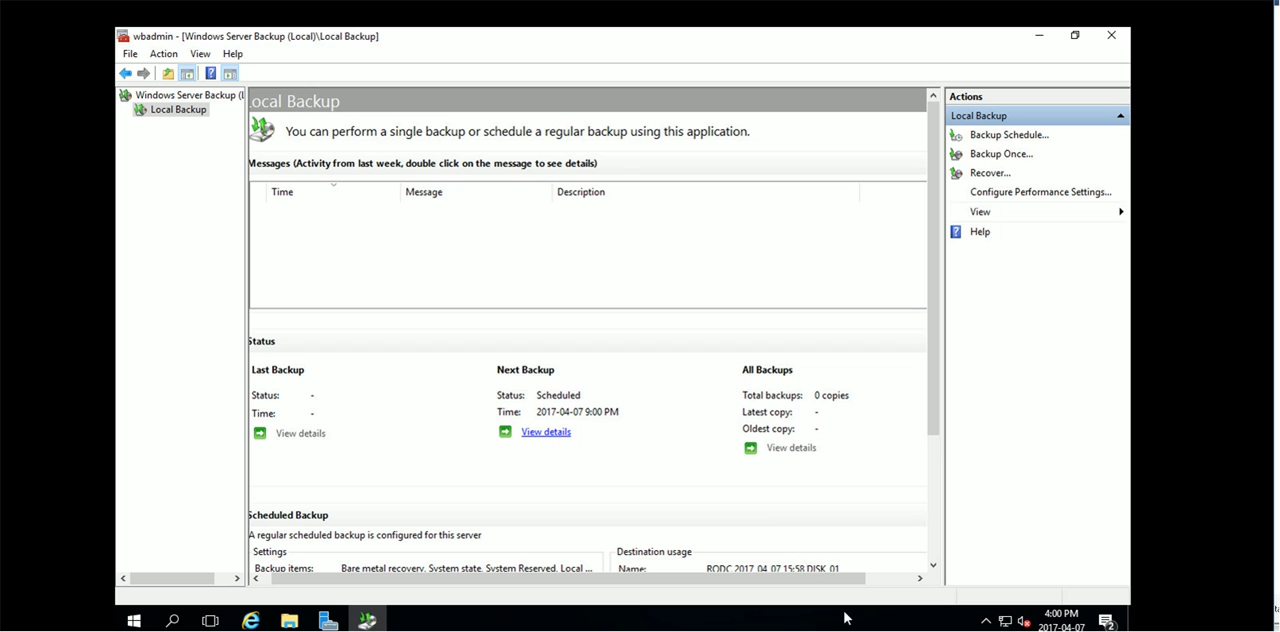 wbadmin - [Windows Server Backup (Local)\Local Backup]
File Action View Help
Windows Server Backup (L
Local Backup
ocal Backup
You can perform a single backup or schedule a regular backup using this application.
Messages (Activity from last week, double click on the message to see details)
Time Message Description
Status
Last Backup
Status: -
Time: -
View details
Next Backup
Status: Scheduled
Time: 2017-04-07 9:00 PM
View details
All Backups
Total backups: 0 copies
Latest copy: -
Oldest copy: -
View details
Scheduled Backup
A regular scheduled backup is configured for this server
Settings
Backup items: Bare metal recovery, System state, System Reserved, Local ...
Destination usage
Name: RODC 2017_04_07 15:58 DISK_01
Actions
Local Backup
Backup Schedule...
Backup Once...
Recover...
Configure Performance Settings...
View
Help
4:00 PM
2017-04-07
2